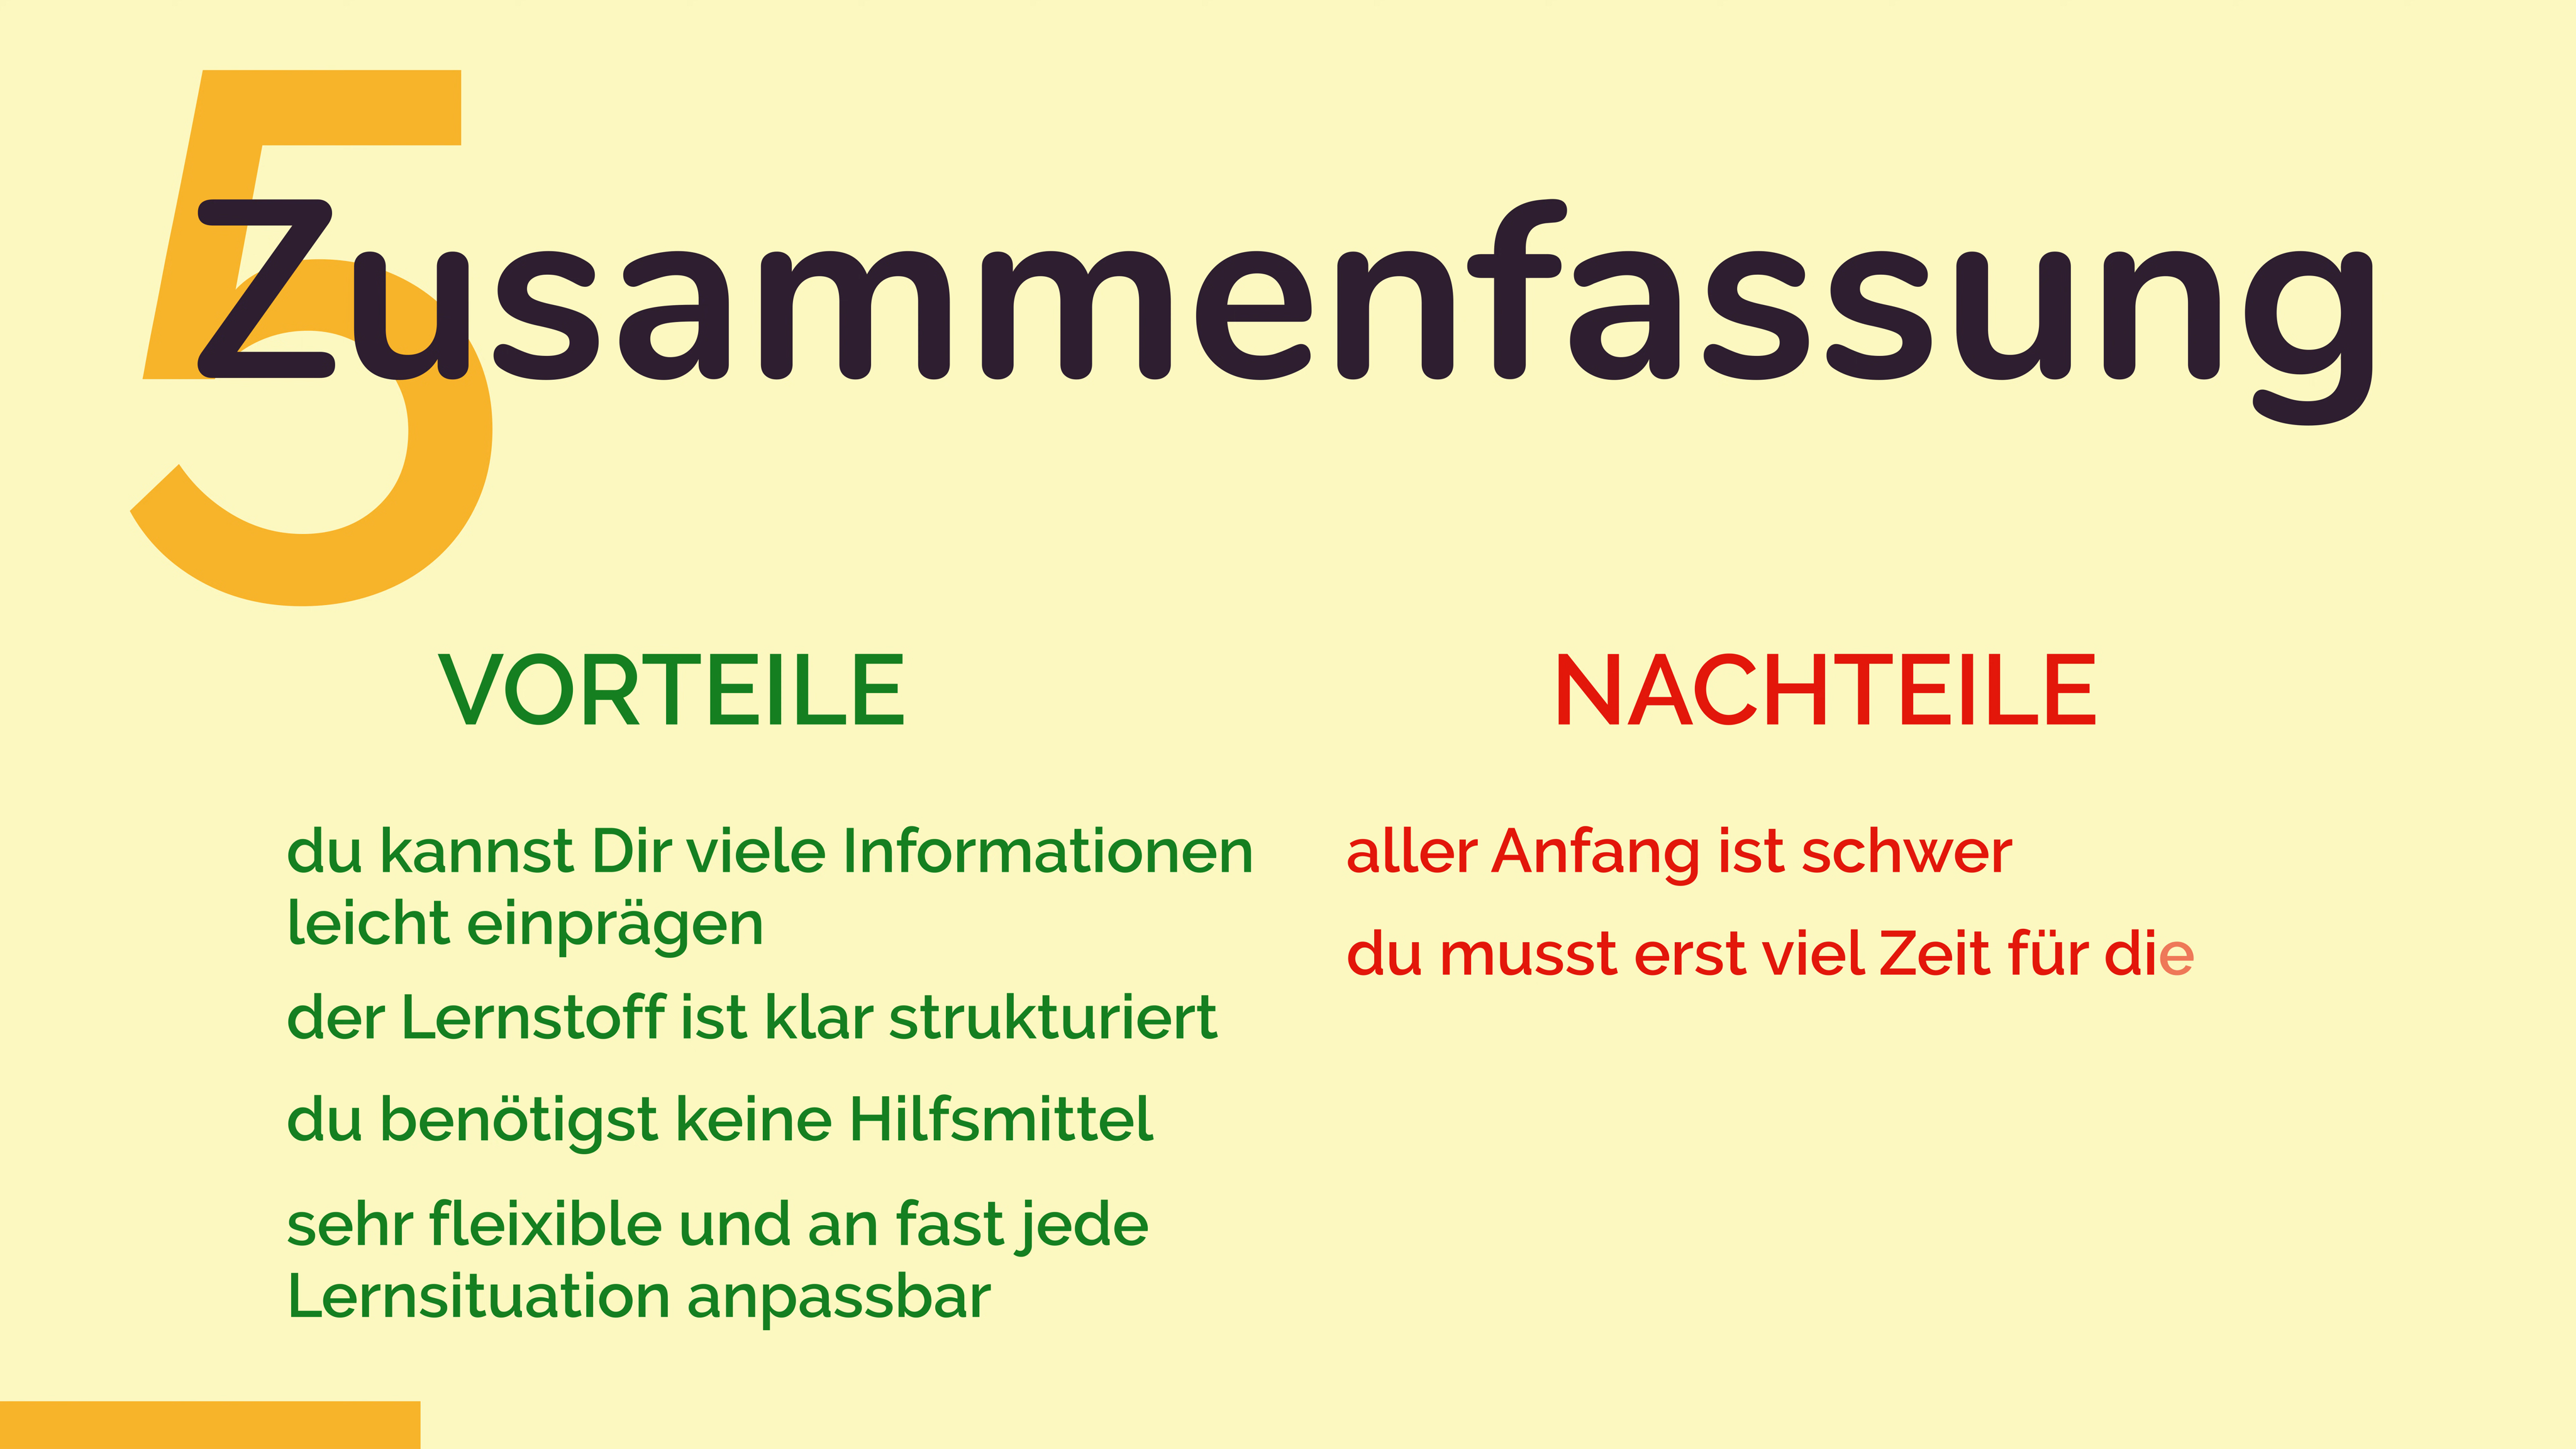 5
Zusammenfassung
VORTEILE
du kannst Dir viele Informationen
leicht einprägen
der Lernstoff ist klar strukturiert
du benötigst keine Hilfsmittel
sehr fleixible und an fast jede
Lernsituation anpassbar
NACHTEILE
aller Anfang ist schwer
du musst erst viel Zeit für die